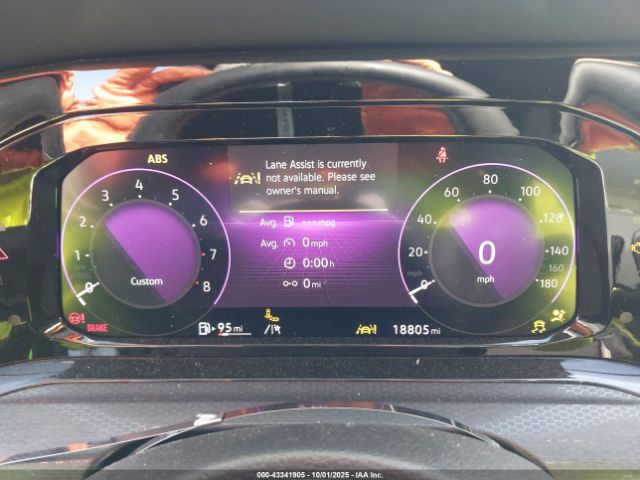 ABS
Lane Assist is currently
not available. Please see
owner's manual.
Avg. mpg
Avg. 0 mph
0:00 h
0 mi
0 1 2 3 4 5 6 7 8
Custom
0 20 40 60 80 100 120 140 160 180
mph
0
mph
BRAKE
95 mi
18805 mi
000-43341905 - 10/01/2025 - IAA Inc.